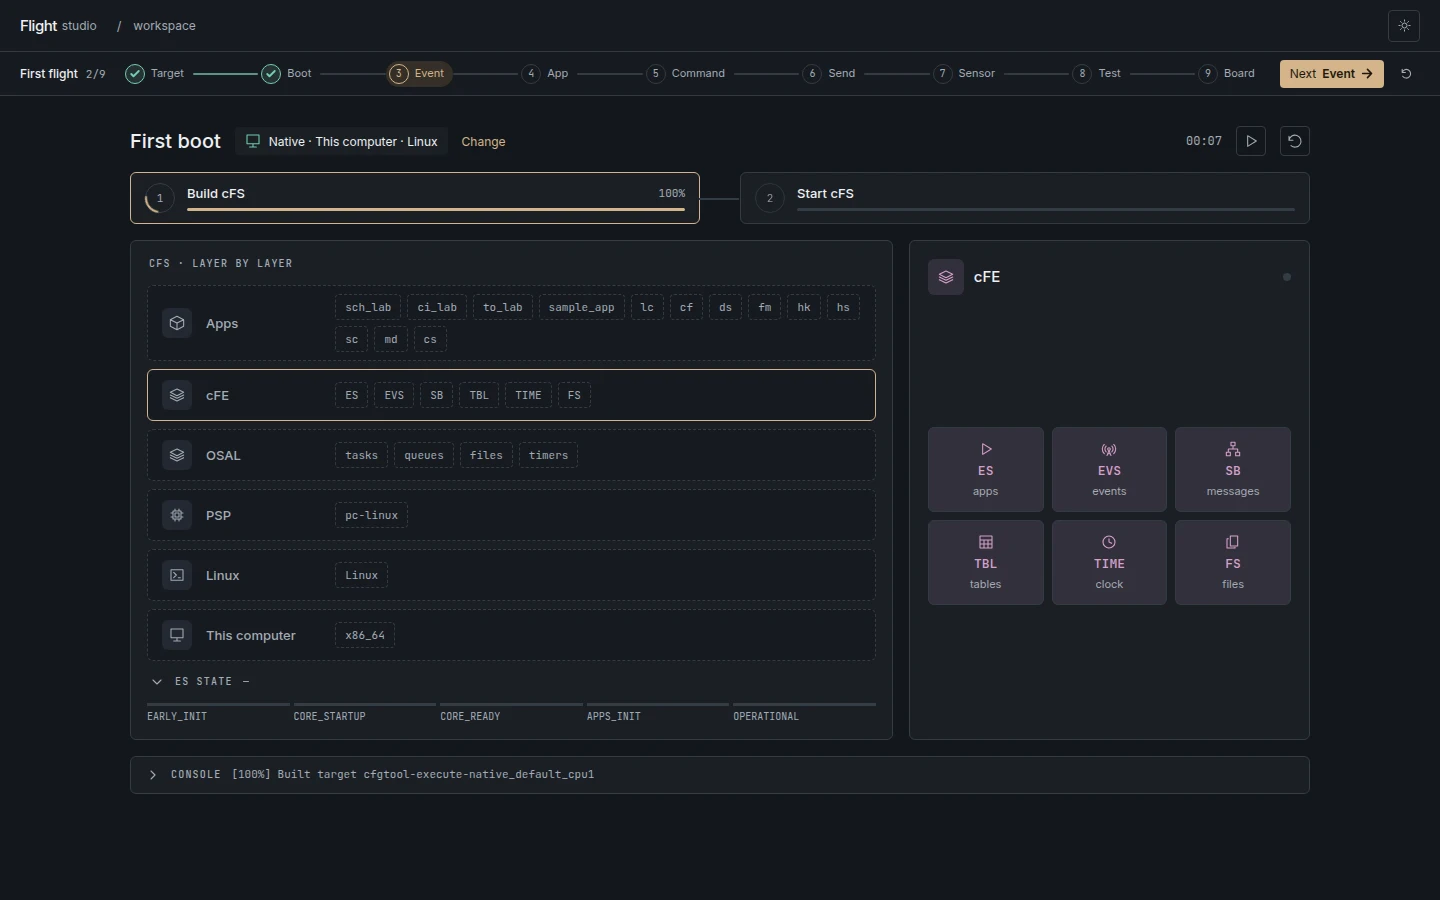 Flight studio / workspace
First flight 2/9 Target Boot 3 Event 4 App 5 Command 6 Send 7 Sensor 8 Test 9 Board Next Event →
First boot Native · This computer · Linux Change 00:07
1 Build cFS 100%
2 Start cFS
CFS · LAYER BY LAYER
Apps sch_lab ci_lab to_lab sample_app lc cf ds fm hk hs
sc md cs
cFE ES EVS SB TBL TIME FS
OSAL tasks queues files timers
PSP pc-linux
Linux Linux
This computer x86_64
ES STATE —
EARLY_INIT CORE_STARTUP CORE_READY APPS_INIT OPERATIONAL
cFE
ES EVS SB
apps events messages
TBL TIME FS
tables clock files
CONSOLE [100%] Built target cfgtool-execute-native_default_cpu1